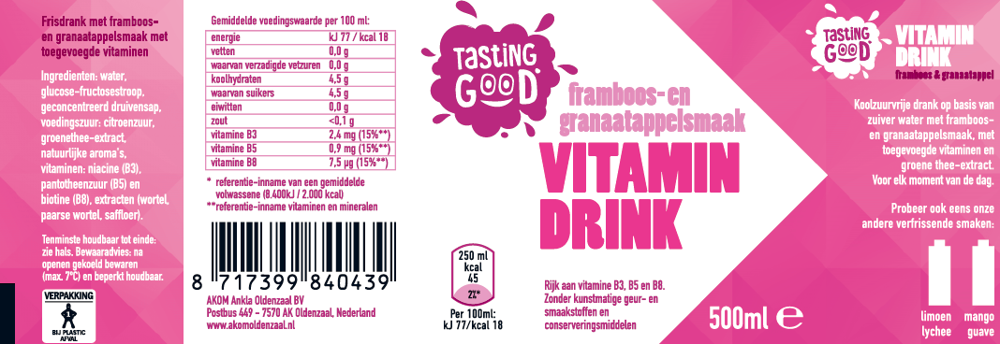 Frisdrank met framboos-
en granaatappelsmaak met
toegevoegde vitaminen
Ingredienten: water,
glucose-fructosestroop,
geconcentreerd druivensap,
voedingszuur: citroenzuur,
groenethee-extract,
natuurlijke aroma's,
vitaminen: niacine (B3),
pantotheenzuur (B5) en
biotine (B8), extracten (wortel,
paarse wortel, saffloer).
Tenminste houdbaar tot einde:
zie hals. Bewaaradvies: na
openen gekoeld bewaren
(max. 7°C) en beperkt houdbaar.
VERPAKKING
1
BIJ PLASTIC
AFVAL
Gemiddelde voedingswaarde per 100 ml:
energie kJ 77 / kcal 18
vetten 0,0 g
waarvan verzadigde vetzuren 0,0 g
koolhydraten 4,5 g
waarvan suikers 4,5 g
eiwitten 0,0 g
zout <0,1 g
vitamine B3 2,4 mg (15%**)
vitamine B5 0,9 mg (15%**)
vitamine B8 7,5 µg (15%**)
* referentie-inname van een gemiddelde
volwassene (8.400kJ / 2.000 kcal)
**referentie-inname vitaminen en mineralen
8 717399 840439
AKOM Ankla Oldenzaal BV
Postbus 449 - 7570 AK Oldenzaal, Nederland
www.akomoldenzaal.nl
TASTING
GOOD
framboos- en
granaatappelsmaak
VITAMIN
DRINK
250 ml
kcal
45
2%*
Per 100ml:
kJ 77/kcal 18
Rijk aan vitamine B3, B5 en B8.
Zonder kunstmatige geur- en
smaakstoffen en
conserveringsmiddelen
500ml ℮
TASTING
GOOD
VITAMIN
DRINK
framboos & granaatappel
Koolzuurvrije drank op basis van
zuiver water met framboos-
en granaatappelsmaak, met
toegevoegde vitaminen en
groene thee-extract.
Voor elk moment van de dag.
Probeer ook eens onze
andere verfrissende smaken:
limoen
lychee
mango
guave